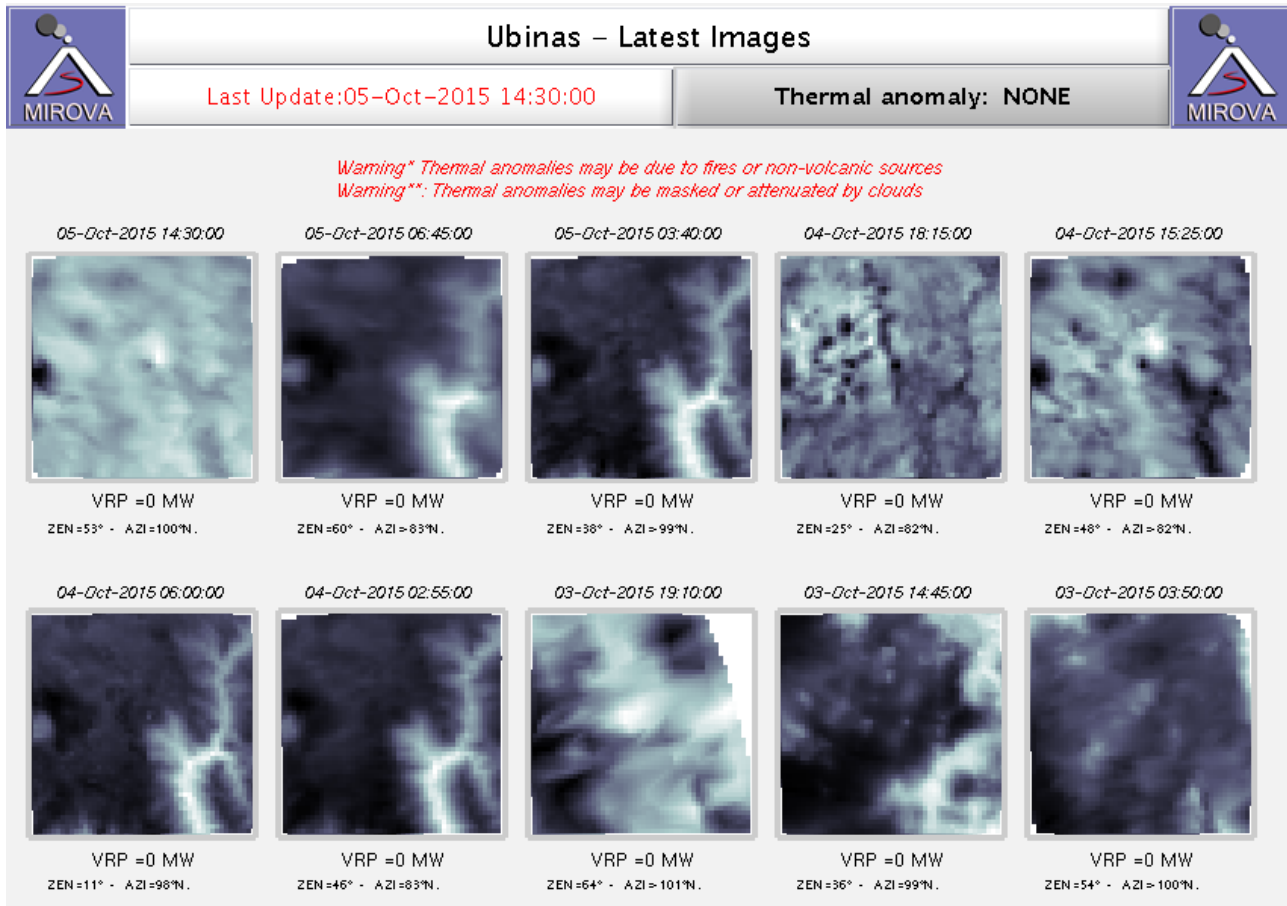 MIROVA
Ubinas – Latest Images
MIROVA
Last Update:05-Oct-2015 14:30:00
Thermal anomaly: NONE
Warning* Thermal anomalies may be due to fires or non-volcanic sources
Warning**: Thermal anomalies may be masked or attenuated by clouds
05-Oct-2015 14:30:00 05-Oct-2015 06:45:00 05-Oct-2015 03:40:00 04-Oct-2015 18:15:00 04-Oct-2015 15:25:00
VRP =0 MW VRP =0 MW VRP =0 MW VRP =0 MW VRP =0 MW
ZEN=53° - AZI=100°N. ZEN=60° - AZI=83°N. ZEN=38° - AZI=99°N. ZEN=25° - AZI=82°N. ZEN=48° - AZI=82°N.
04-Oct-2015 06:00:00 04-Oct-2015 02:55:00 03-Oct-2015 19:10:00 03-Oct-2015 14:45:00 03-Oct-2015 03:50:00
VRP =0 MW VRP =0 MW VRP =0 MW VRP =0 MW VRP =0 MW
ZEN=11° - AZI=98°N. ZEN=46° - AZI=83°N. ZEN=64° - AZI=101°N. ZEN=36° - AZI=99°N. ZEN=54° - AZI=100°N.